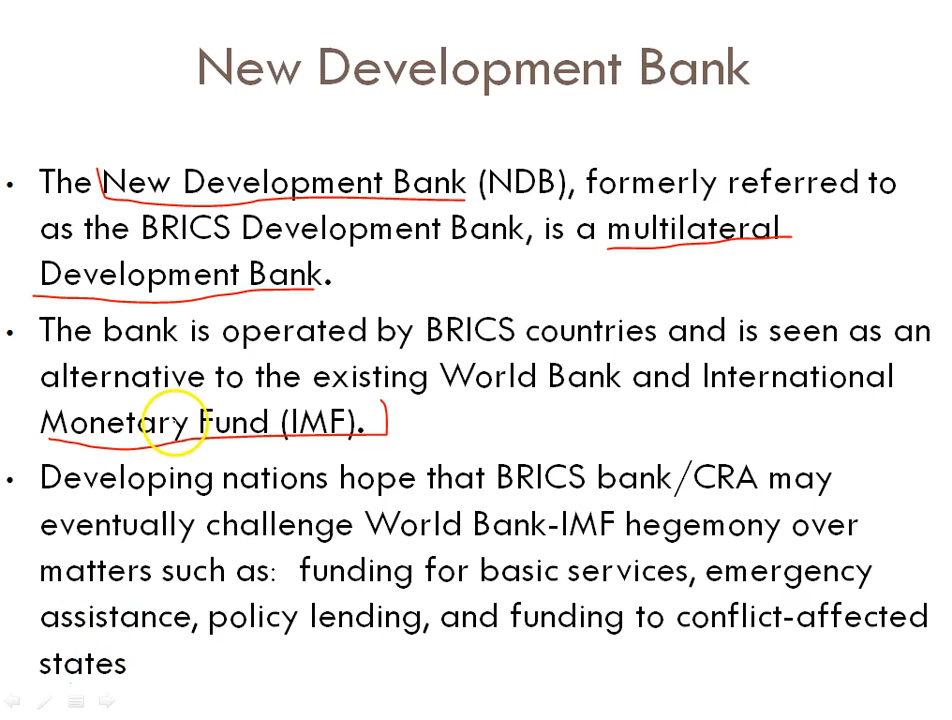 New Development Bank
• The New Development Bank (NDB), formerly referred to
as the BRICS Development Bank, is a multilateral
Development Bank.
• The bank is operated by BRICS countries and is seen as an
alternative to the existing World Bank and International
Monetary Fund (IMF).
• Developing nations hope that BRICS bank/CRA may
eventually challenge World Bank-IMF hegemony over
matters such as: funding for basic services, emergency
assistance, policy lending, and funding to conflict-affected
states